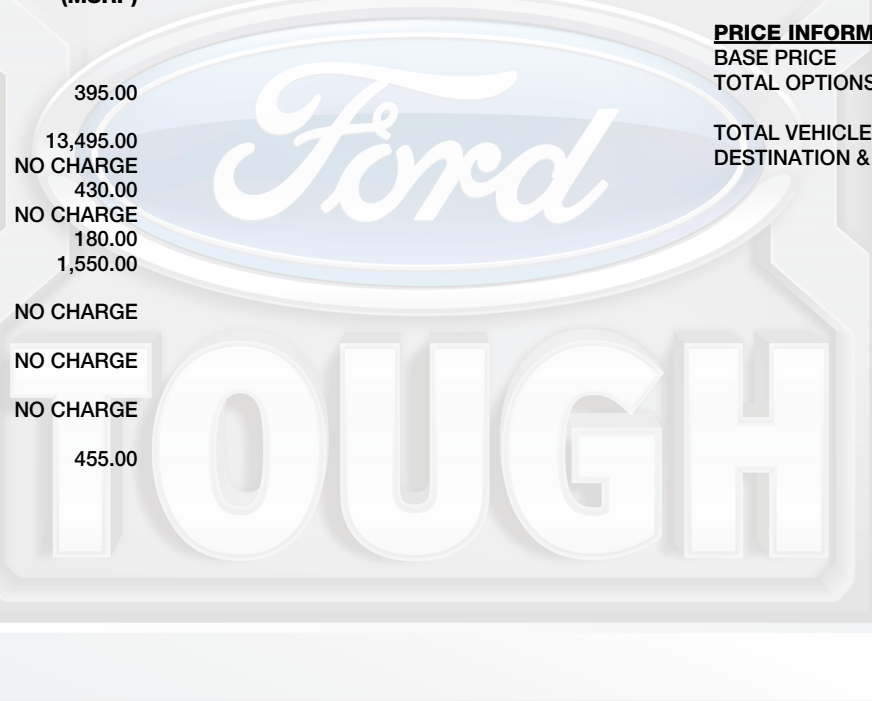 (MSRP)
395.00
13,495.00
NO CHARGE
430.00
NO CHARGE
180.00
1,550.00
NO CHARGE
NO CHARGE
NO CHARGE
455.00
PRICE INFORM
BASE PRICE
TOTAL OPTIONS
TOTAL VEHICLE
DESTINATION &
Ford
TOUGH